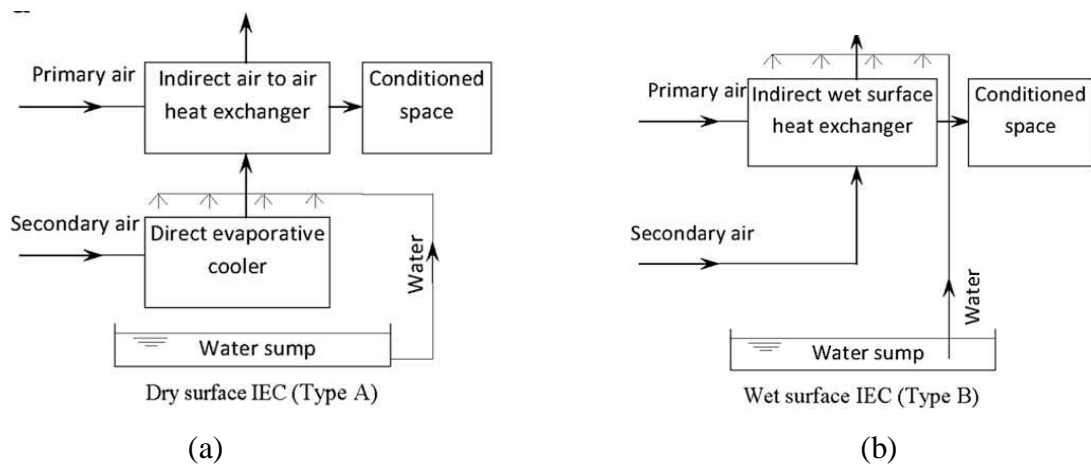 Primary air
Indirect air to air
heat exchanger
Conditioned
space
Secondary air
Direct evaporative
cooler
Water
Water sump
Dry surface IEC (Type A)
(a)
Primary air
Indirect wet surface
heat exchanger
Conditioned
space
Secondary air
Water
Water sump
Wet surface IEC (Type B)
(b)